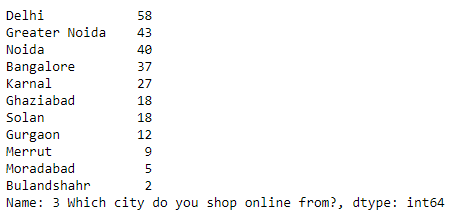 Delhi 58
Greater Noida 43
Noida 40
Bangalore 37
Karnal 27
Ghaziabad 18
Solan 18
Gurgaon 12
Merrut 9
Moradabad 5
Bulandshahr 2
Name: 3 Which city do you shop online from?, dtype: int64